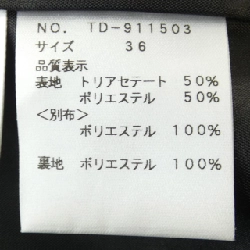 NO. TD-911503
サイズ 36
品質表示
表地 トリアセテート 50%
ポリエステル 50%
<別布>
ポリエステル 100%
裏地 ポリエステル 100%